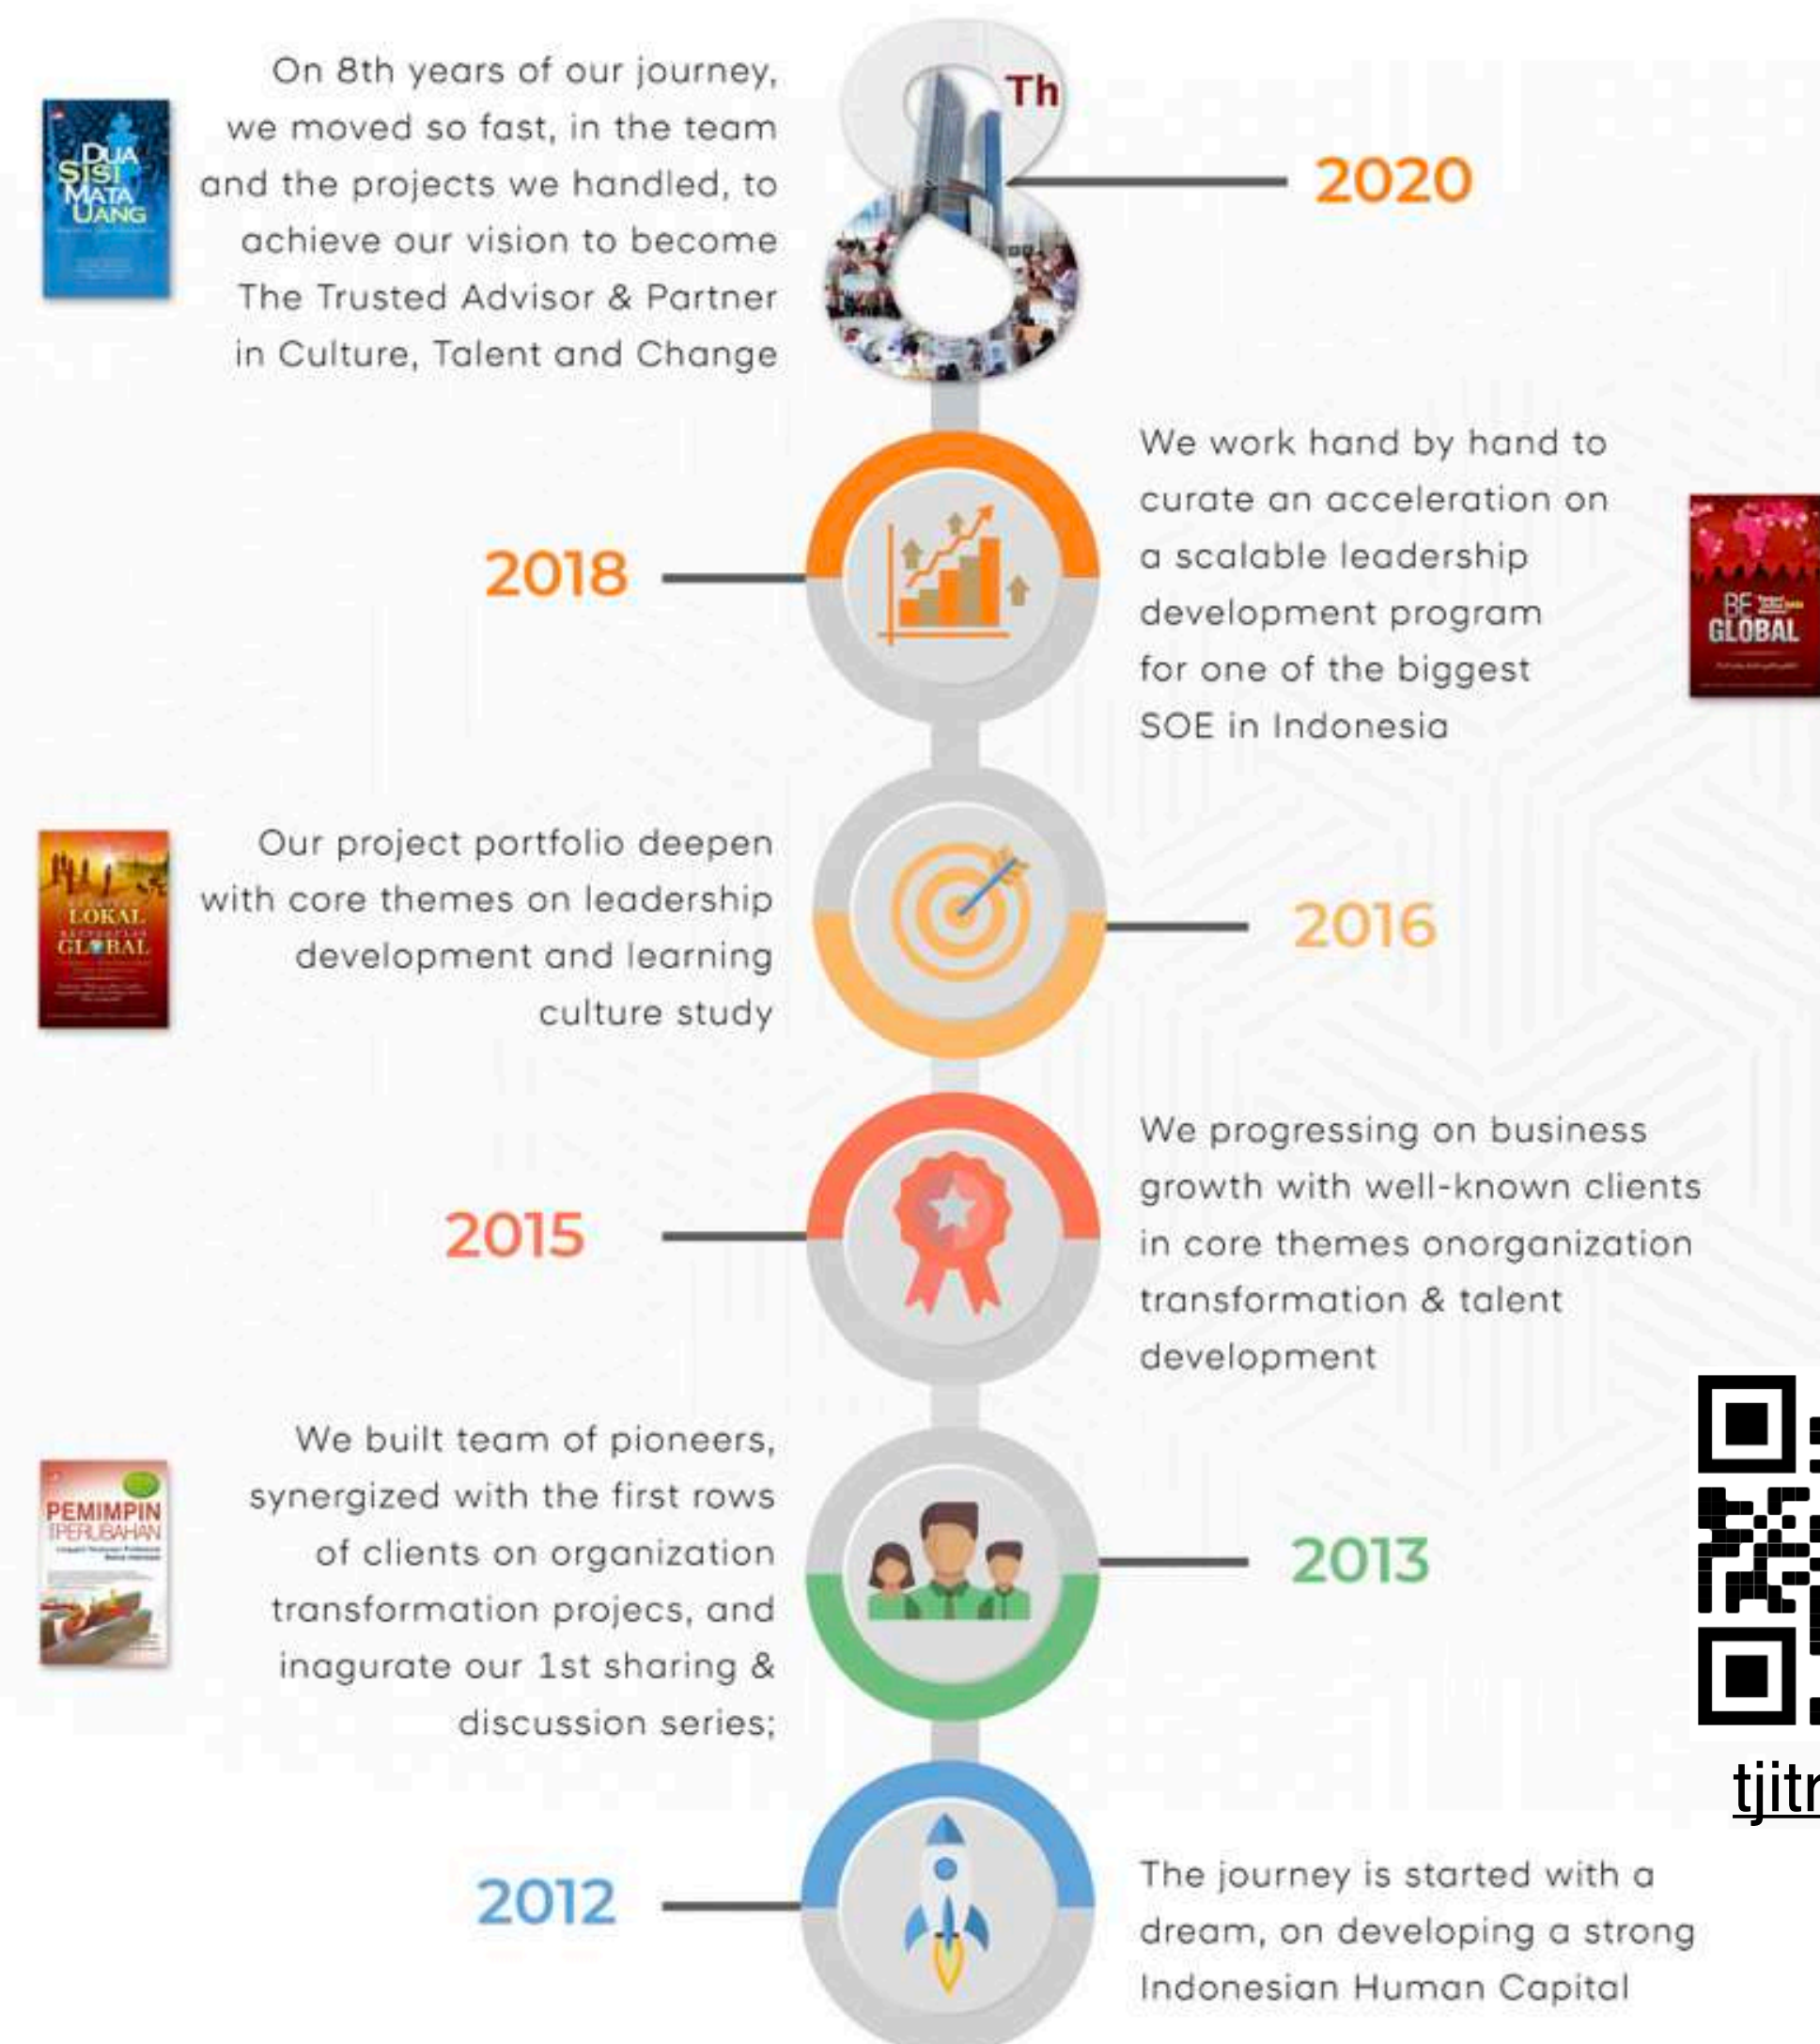 On 8th years of our journey,
we moved so fast, in the team
and the projects we handled, to
achieve our vision to become
The Trusted Advisor & Partner
in Culture, Talent and Change
DUA
SISI
MATA
UANG
Th
2020
2018
We work hand by hand to
curate an acceleration on
a scalable leadership
development program
for one of the biggest
SOE in Indonesia
BE
GLOBAL
Our project portfolio deepen
with core themes on leadership
development and learning
culture study
LOKAL
GLOBAL
2016
2015
We progressing on business
growth with well-known clients
in core themes onorganization
transformation & talent
development
We built team of pioneers,
synergized with the first rows
of clients on organization
transformation projecs, and
inagurate our 1st sharing &
discussion series;
PEMIMPIN
PERUBAHAN
2013
tjitr
2012
The journey is started with a
dream, on developing a strong
Indonesian Human Capital